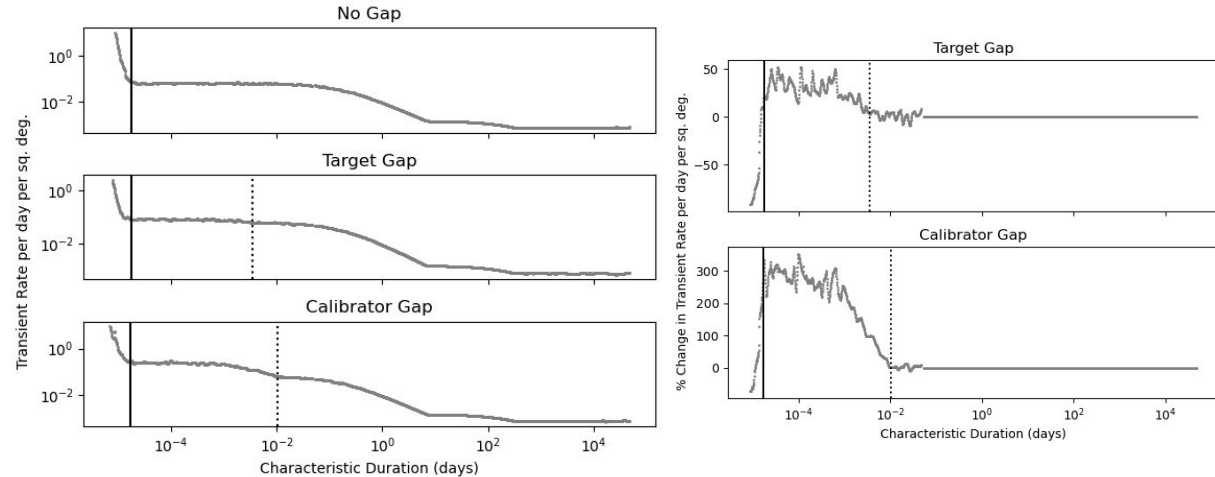 No Gap
10^0
10^-2
Target Gap
10^0
10^-2
Calibrator Gap
10^0
10^-2
10^-4
10^-2
10^0
10^2
10^4
Characteristic Duration (days)
Transient Rate per day per sq. deg.
Target Gap
50
0
−50
Calibrator Gap
300
200
100
0
10^-4
10^-2
10^0
10^2
10^4
Characteristic Duration (days)
% Change in Transient Rate per day per sq. deg.